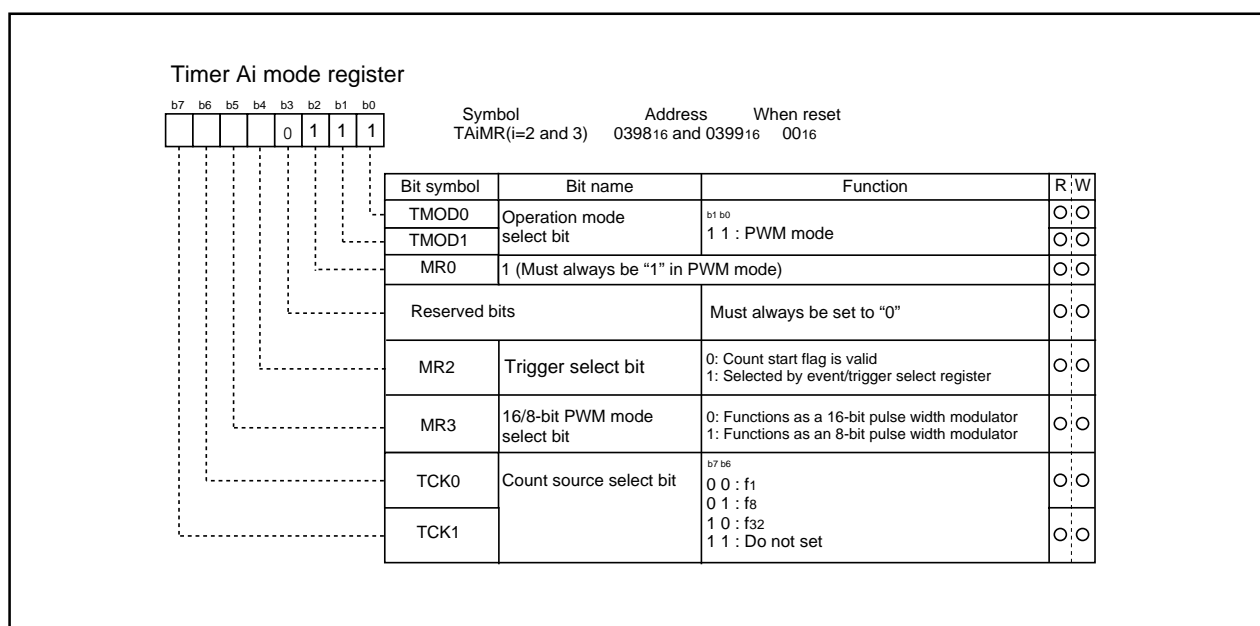 Timer Ai mode register
b7 b6 b5 b4 b3 b2 b1 b0
0 1 1 1
Symbol Address When reset
TAiMR(i=2 and 3) 039816 and 039916 0016
Bit symbol Bit name Function R W
TMOD0 Operation mode select bit b1 b0
TMOD1 1 1 : PWM mode
MR0 1 (Must always be “1” in PWM mode)
Reserved bits Must always be set to “0”
MR2 Trigger select bit 0: Count start flag is valid
1: Selected by event/trigger select register
MR3 16/8-bit PWM mode select bit 0: Functions as a 16-bit pulse width modulator
1: Functions as an 8-bit pulse width modulator
TCK0 Count source select bit b7 b6
0 0 : f1
0 1 : f8
TCK1 1 0 : f32
1 1 : Do not set